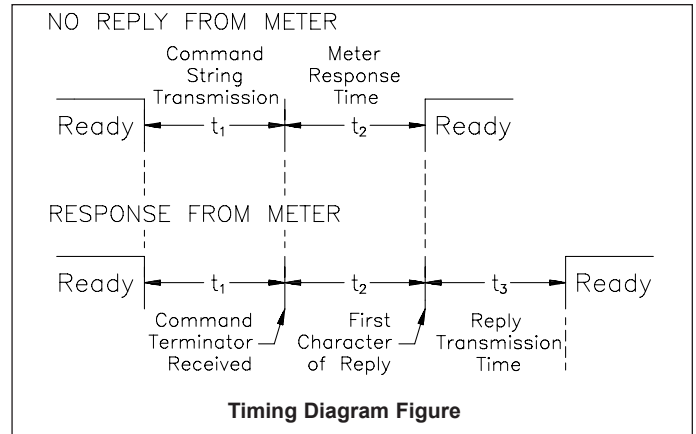 NO REPLY FROM METER
Command
String
Transmission
Meter
Response
Time
Ready
t₁
t₂
Ready
RESPONSE FROM METER
Ready
t₁
t₂
t₃
Ready
Command
Terminator
Received
First
Character
of Reply
Reply
Transmission
Time
Timing Diagram Figure